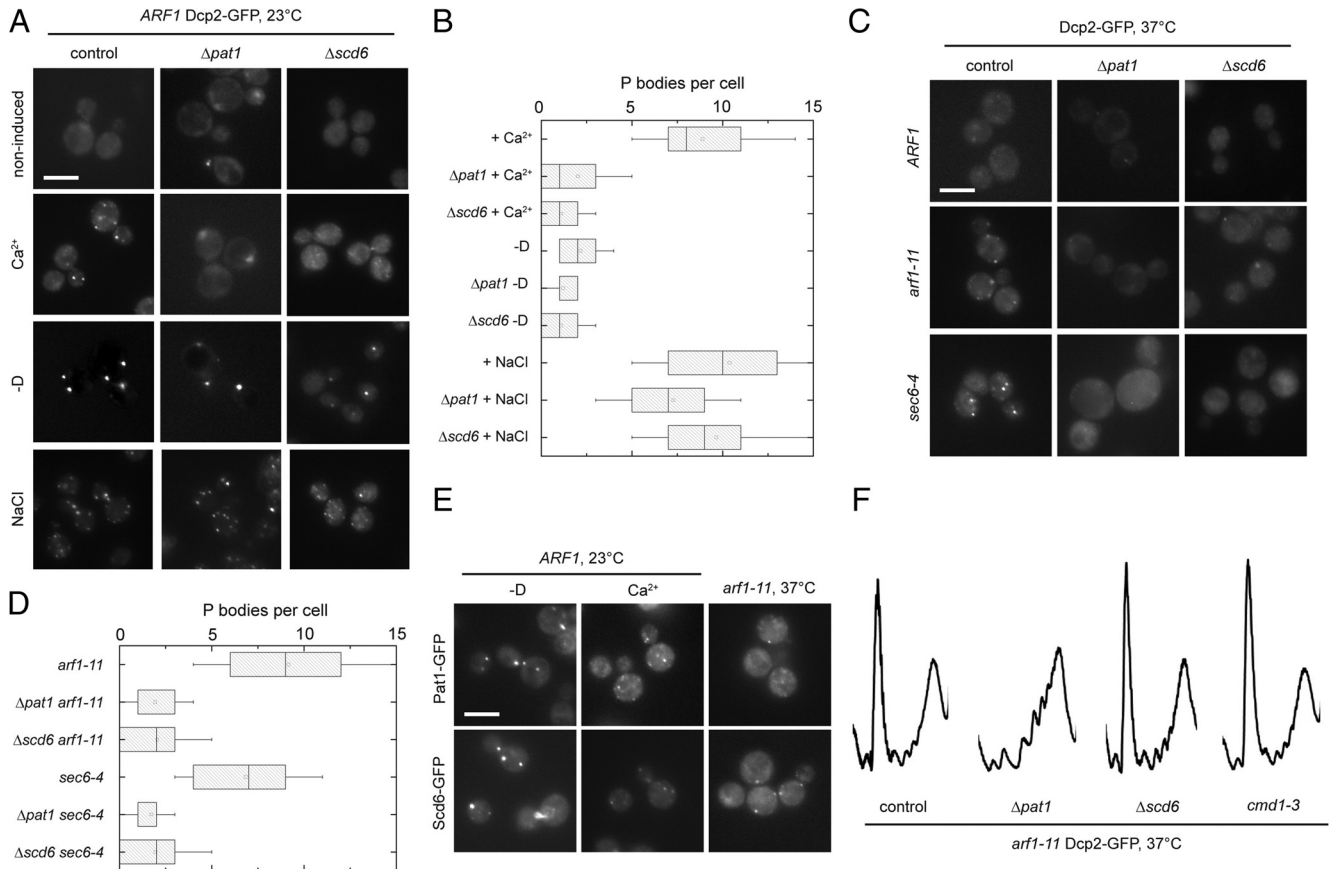 A
ARF1 Dcp2-GFP, 23°C
control Δpat1 Δscd6
non-induced
Ca²⁺
-D
NaCl
B
P bodies per cell
0 5 10 15
+ Ca²⁺
Δpat1 + Ca²⁺
Δscd6 + Ca²⁺
-D
Δpat1 -D
Δscd6 -D
+ NaCl
Δpat1 + NaCl
Δscd6 + NaCl
C
Dcp2-GFP, 37°C
control Δpat1 Δscd6
ARF1
arf1-11
sec6-4
D
P bodies per cell
0 5 10 15
arf1-11
Δpat1 arf1-11
Δscd6 arf1-11
sec6-4
Δpat1 sec6-4
Δscd6 sec6-4
E
ARF1, 23°C
-D Ca²⁺ arf1-11, 37°C
Pat1-GFP
Scd6-GFP
F
control Δpat1 Δscd6 cmd1-3
arf1-11 Dcp2-GFP, 37°C